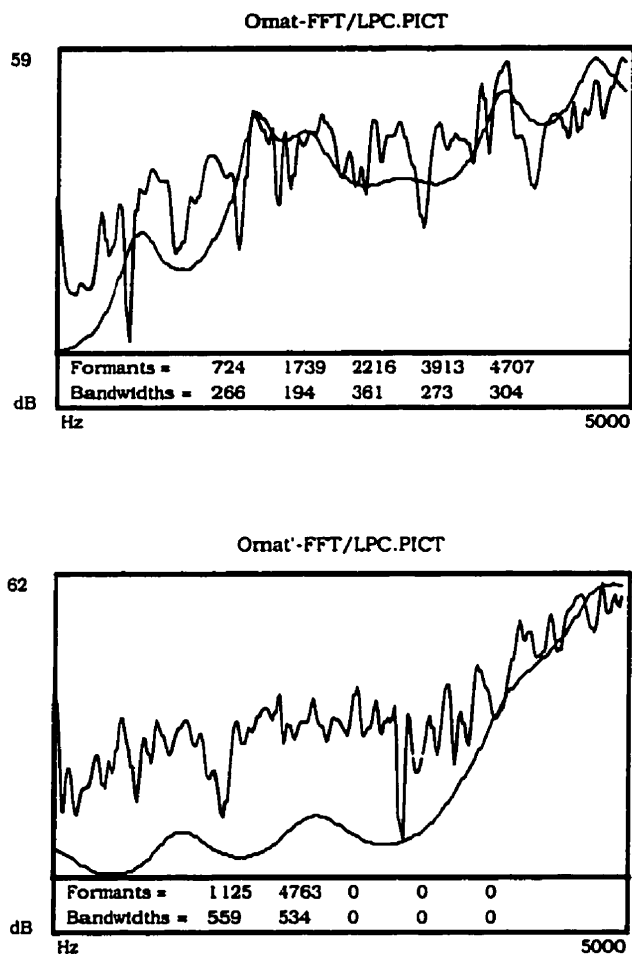 Ornat-FFT/LPC.PICT
59
Formants = 724 1739 2216 3913 4707
Bandwidths = 266 194 361 273 304
dB
Hz 5000
Ornat'-FFT/LPC.PICT
62
Formants = 1125 4763 0 0 0
Bandwidths = 559 534 0 0 0
dB
Hz 5000